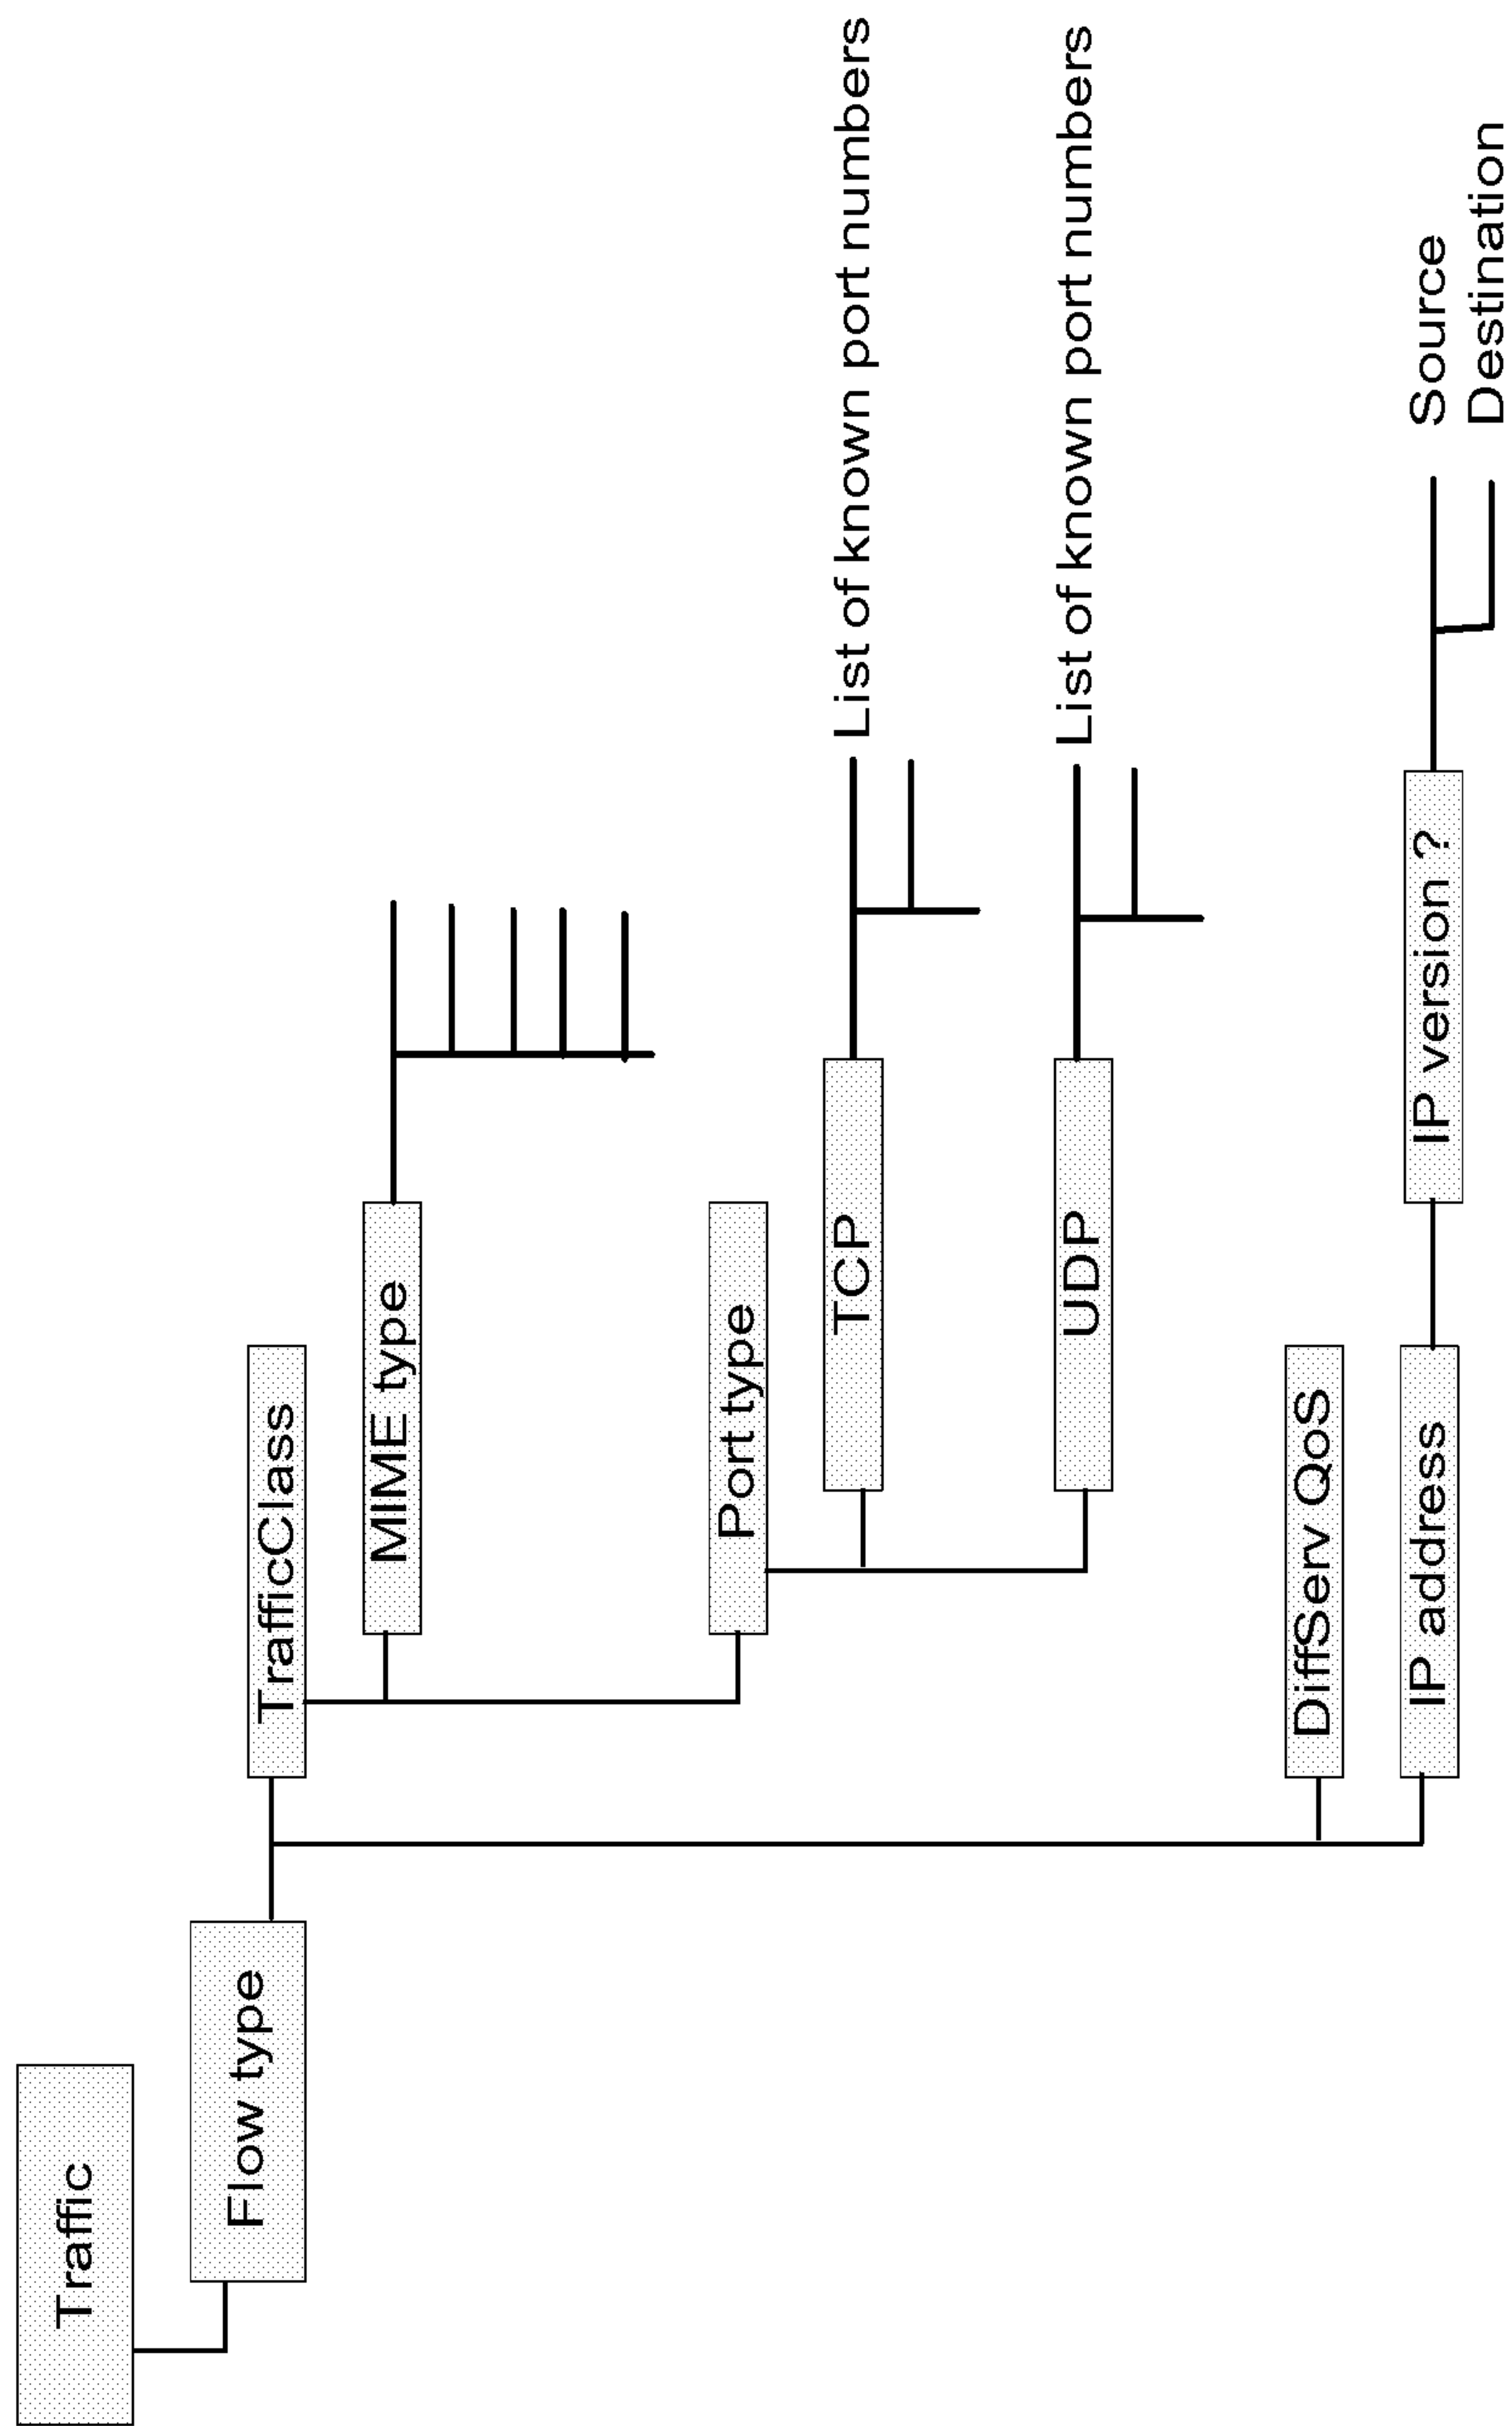 Traffic
Flow type
TrafficClass
MIME type
Port type
TCP
List of known port numbers
UDP
List of known port numbers
DiffServ QoS
IP address
IP version ?
Source
Destination